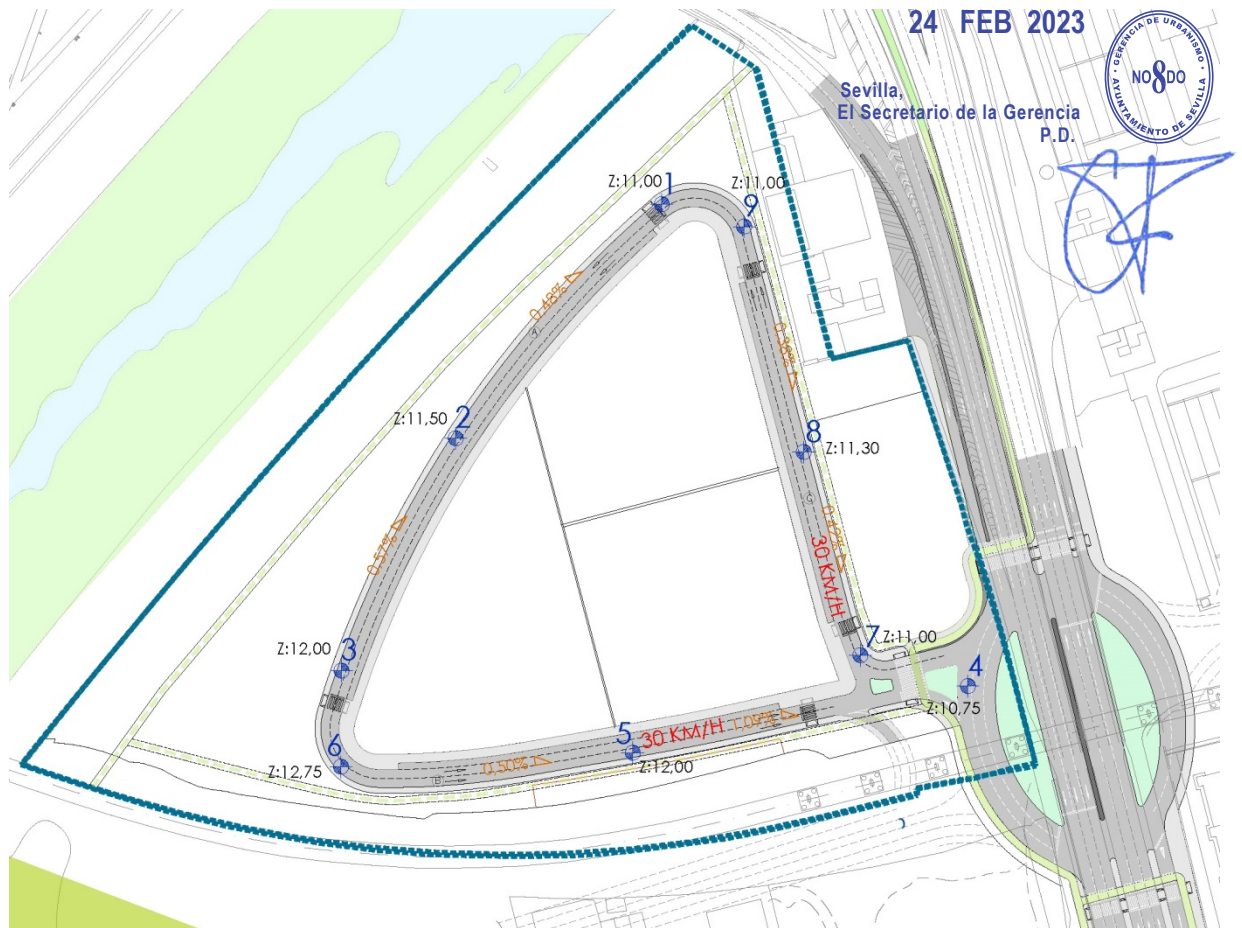 24 FEB 2023
GERENCIA DE URBANISMO
NO8DO
AYUNTAMIENTO DE SEVILLA
Sevilla,
El Secretario de la Gerencia
P.D.
Z:11,00
1
Z:11,00
9
0.48%
A
0.38%
2
Z:11,50
8
Z:11,30
G
0.57%
0.42%
30 KM/H
3
Z:12,00
7
Z:11,00
4
Z:10,75
5
30 KM/H
1.09%
6
Z:12,75
0.50%
Z:12,00
B